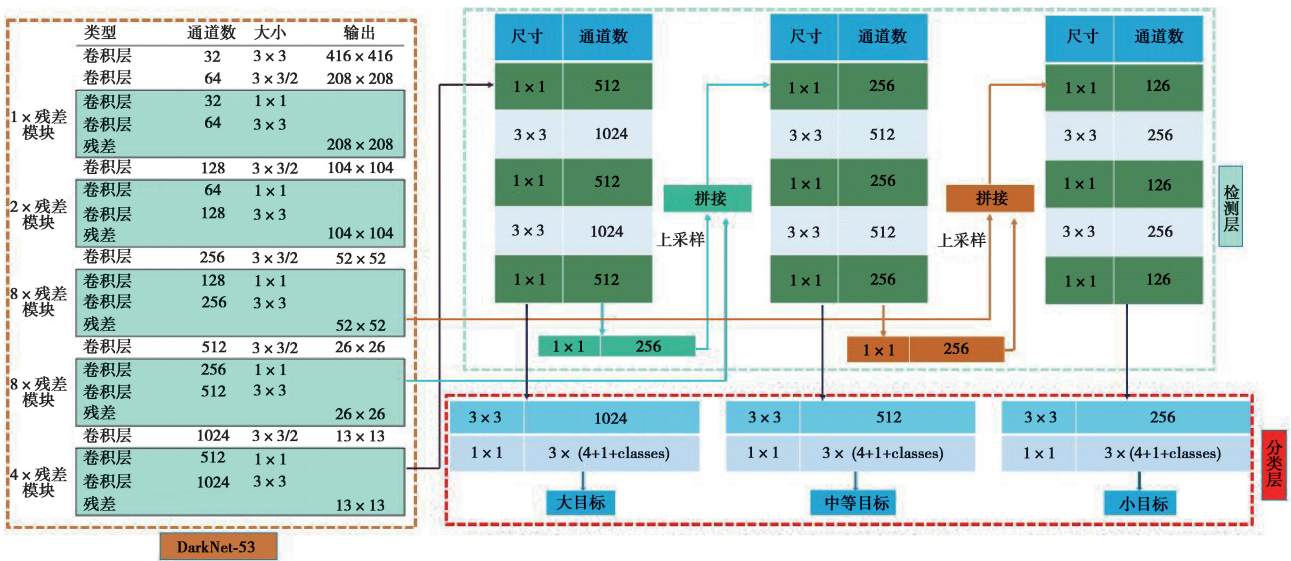 类型 通道数 大小 输出
卷积层 32 3×3 416×416
卷积层 64 3×3/2 208×208
1×残差模块
卷积层 32 1×1
卷积层 64 3×3
残差 208×208
卷积层 128 3×3/2 104×104
2×残差模块
卷积层 64 1×1
卷积层 128 3×3
残差 104×104
卷积层 256 3×3/2 52×52
8×残差模块
卷积层 128 1×1
卷积层 256 3×3
残差 52×52
卷积层 512 3×3/2 26×26
8×残差模块
卷积层 256 1×1
卷积层 512 3×3
残差 26×26
卷积层 1024 3×3/2 13×13
4×残差模块
卷积层 512 1×1
卷积层 1024 3×3
残差 13×13
DarkNet-53
尺寸 通道数
1×1 512
3×3 1024
1×1 512
3×3 1024
1×1 512
1×1 256
上采样
拼接
尺寸 通道数
1×1 256
3×3 512
1×1 256
3×3 512
1×1 256
1×1 256
上采样
拼接
尺寸 通道数
1×1 126
3×3 256
1×1 126
3×3 256
1×1 126
检测层
3×3 1024
1×1 3×(4+1+classes)
大目标
3×3 512
1×1 3×(4+1+classes)
中等目标
3×3 256
1×1 3×(4+1+classes)
小目标
分类层